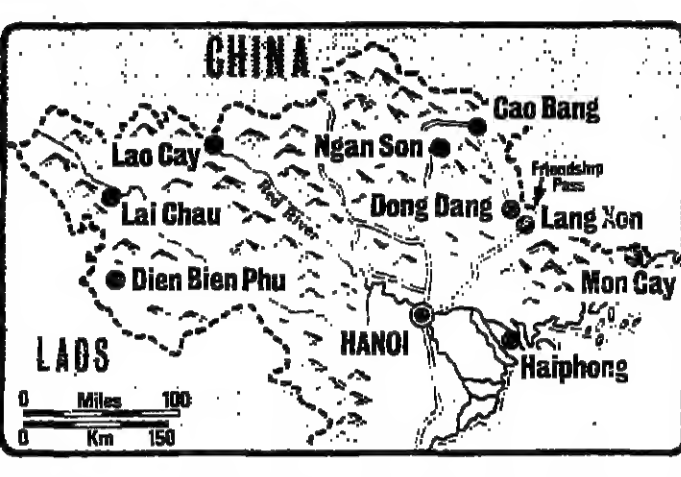 CHINA
Cao Bang
Lao Cay
Ngan Son
Friendship
Pass
Red River
Lai Chau
Dong Dang
Lang Xon
Dien Bien Phu
Mon Cay
HANOI
LAOS
Haiphong
0 Miles 100
0 Km 150